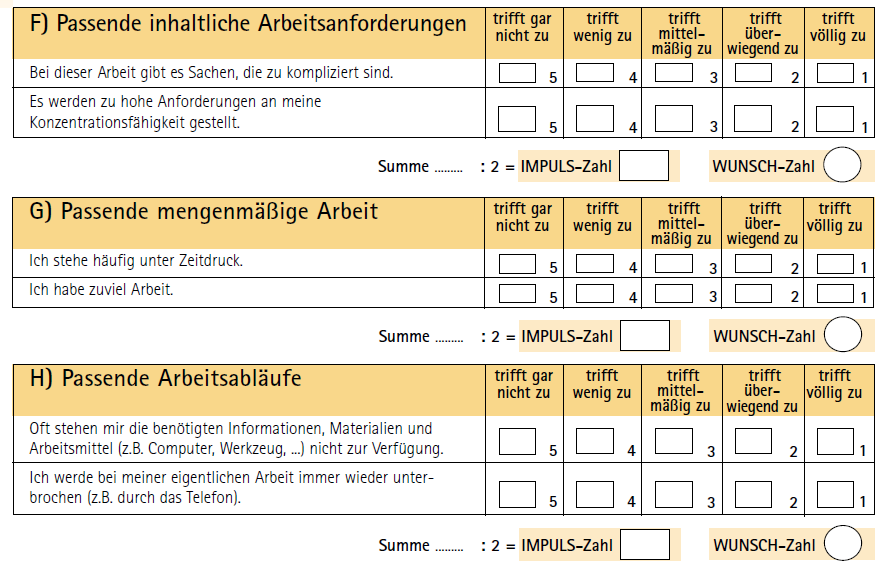 F) Passende inhaltliche Arbeitsanforderungen
trifft gar nicht zu
trifft wenig zu
trifft mittel- mäßig zu
trifft über- wiegend zu
trifft völlig zu
Bei dieser Arbeit gibt es Sachen, die zu kompliziert sind. 5 4 3 2 1
Es werden zu hohe Anforderungen an meine
Konzentrationsfähigkeit gestellt. 5 4 3 2 1
Summe ......... : 2 = IMPULS-Zahl WUNSCH-Zahl
G) Passende mengenmäßige Arbeit
trifft gar nicht zu
trifft wenig zu
trifft mittel- mäßig zu
trifft über- wiegend zu
trifft völlig zu
Ich stehe häufig unter Zeitdruck. 5 4 3 2 1
Ich habe zuviel Arbeit. 5 4 3 2 1
Summe ......... : 2 = IMPULS-Zahl WUNSCH-Zahl
H) Passende Arbeitsabläufe
trifft gar nicht zu
trifft wenig zu
trifft mittel- mäßig zu
trifft über- wiegend zu
trifft völlig zu
Oft stehen mir die benötigten Informationen, Materialien und
Arbeitsmittel (z.B. Computer, Werkzeug, ...) nicht zur Verfügung. 5 4 3 2 1
Ich werde bei meiner eigentlichen Arbeit immer wieder unter-
brochen (z.B. durch das Telefon). 5 4 3 2 1
Summe ......... : 2 = IMPULS-Zahl WUNSCH-Zahl